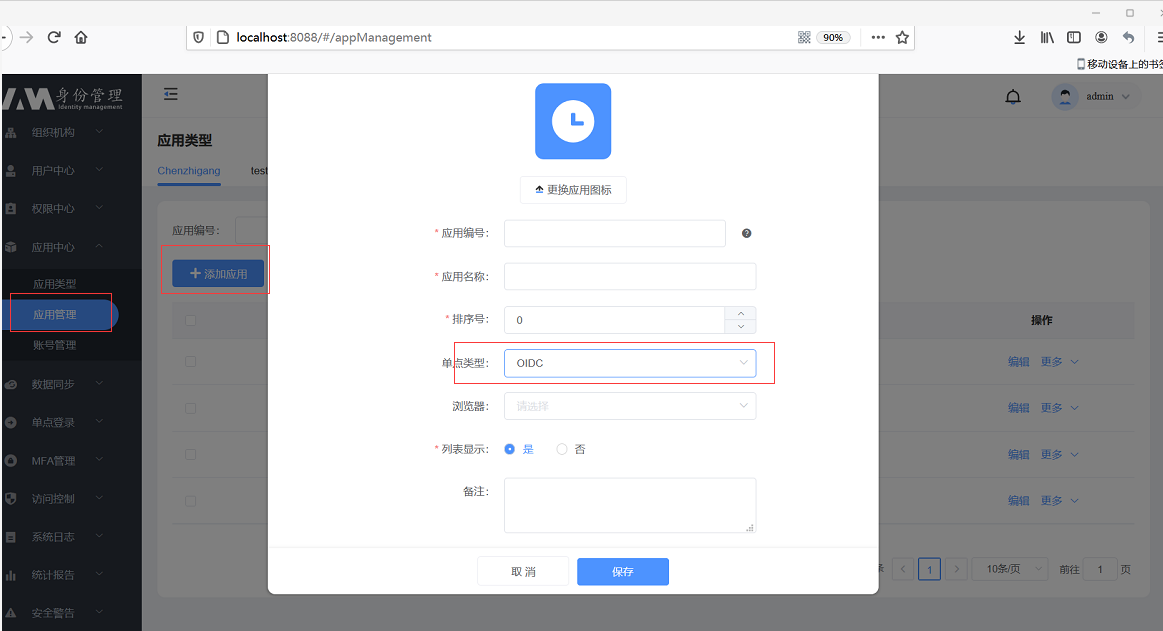 localhost:8088/#/appManagement
90%
移动设备上的书签
身份管理
Identity management
admin
组织机构
用户中心
权限中心
应用中心
应用类型
应用管理
账号管理
数据同步
单点登录
MFA管理
访问控制
系统日志
统计报告
安全警告
应用类型
Chenzhigang
test
应用编号:
添加应用
更换应用图标
* 应用编号:
* 应用名称:
* 排序号:
0
单点类型:
OIDC
浏览器:
请选择
* 列表显示:
是
否
备注:
取 消
保存
操作
编辑 更多
编辑 更多
编辑 更多
编辑 更多
1
10条/页
前往
1
页